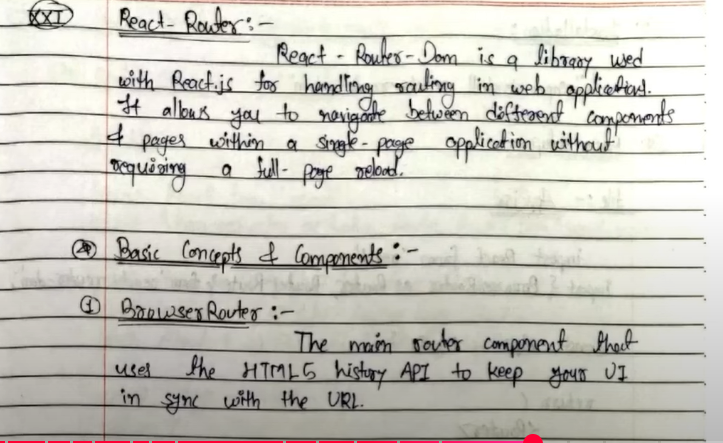 XXI React-Router:-
React-Router-Dom is a library used
with React.js for handling routing in web applications.
It allows you to navigate between different components
& pages within a single-page application without
requiring a full-page reload.
Basic Concepts & Components:-
① BrowserRouter:-
The main router component that
uses the HTML5 history API to keep your UI
in sync with the URL.